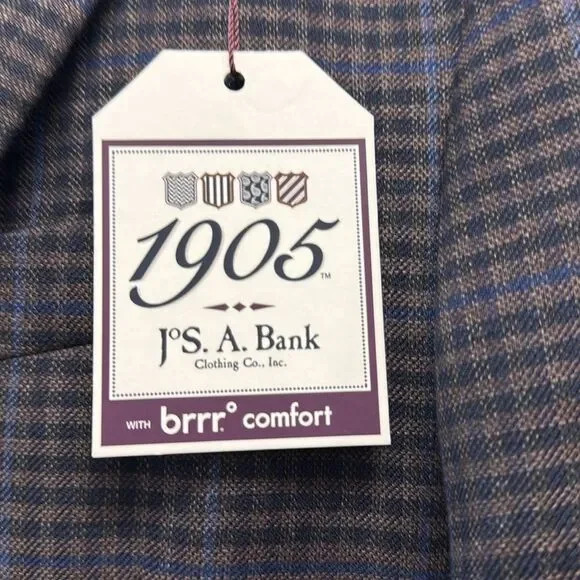 1905™
JoS. A. Bank
Clothing Co., Inc.
WITH brrr.° comfort